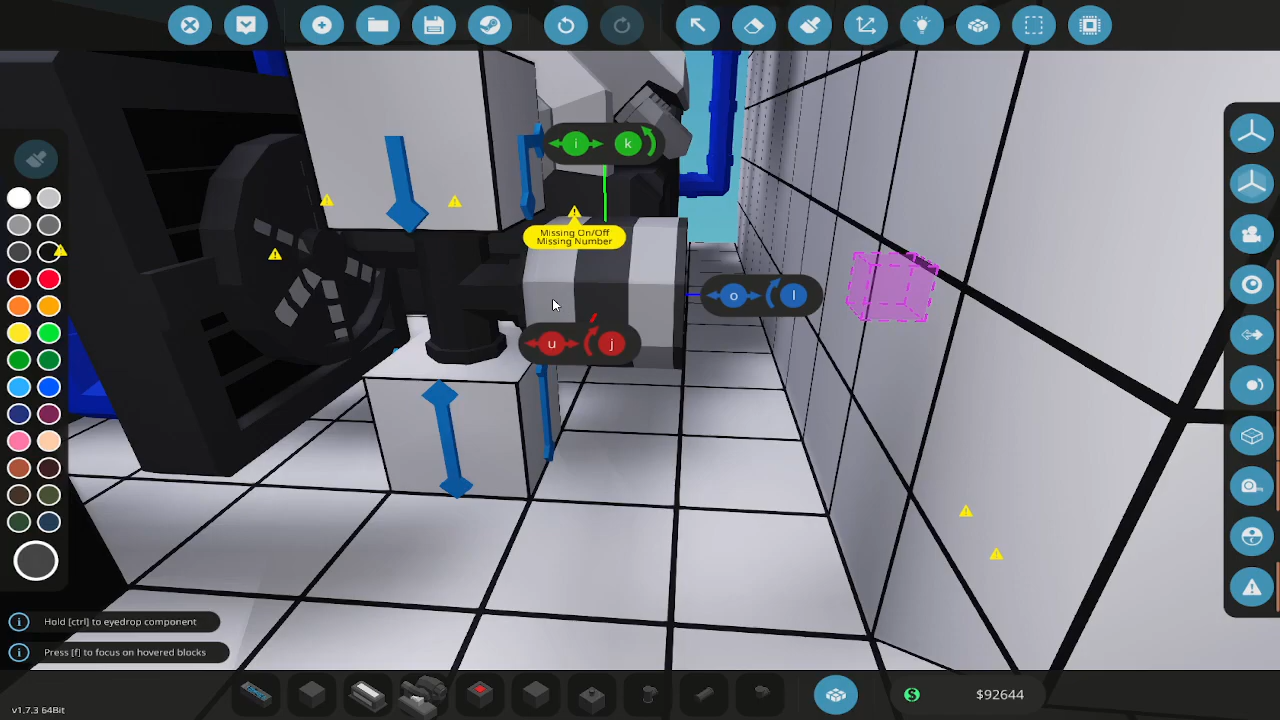 i k
Missing On/Off
Missing Number
o l
u j
Hold [ctrl] to eyedrop component
Press [f] to focus on hovered blocks
$ $92644
v1.7.3 64Bit